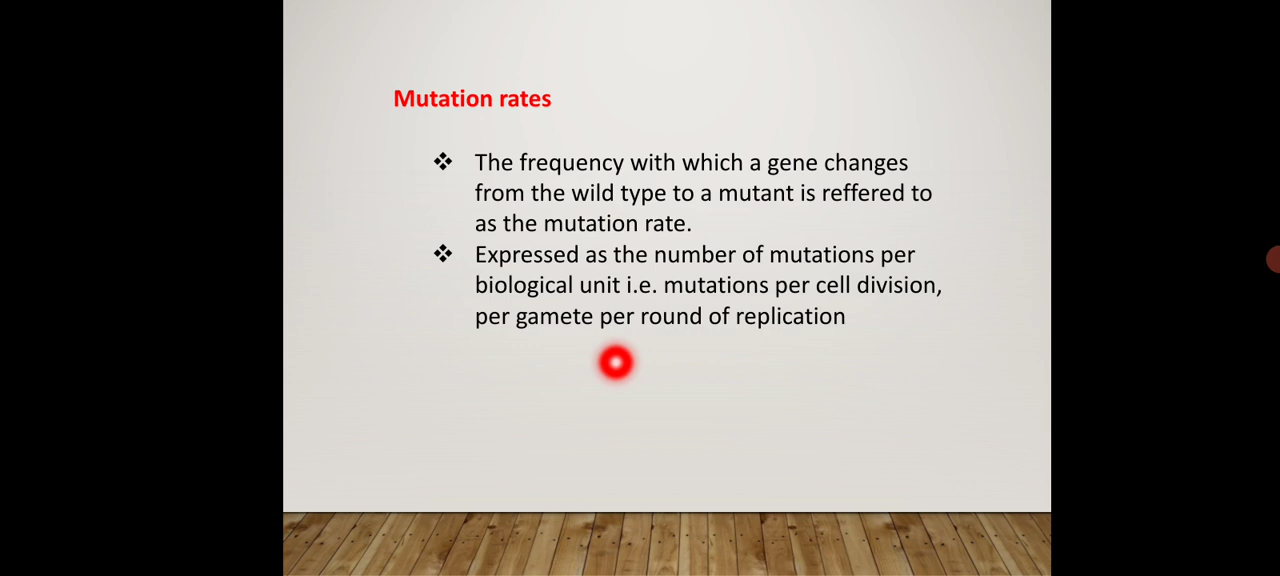 Mutation rates
❖ The frequency with which a gene changes
from the wild type to a mutant is reffered to
as the mutation rate.
❖ Expressed as the number of mutations per
biological unit i.e. mutations per cell division,
per gamete per round of replication